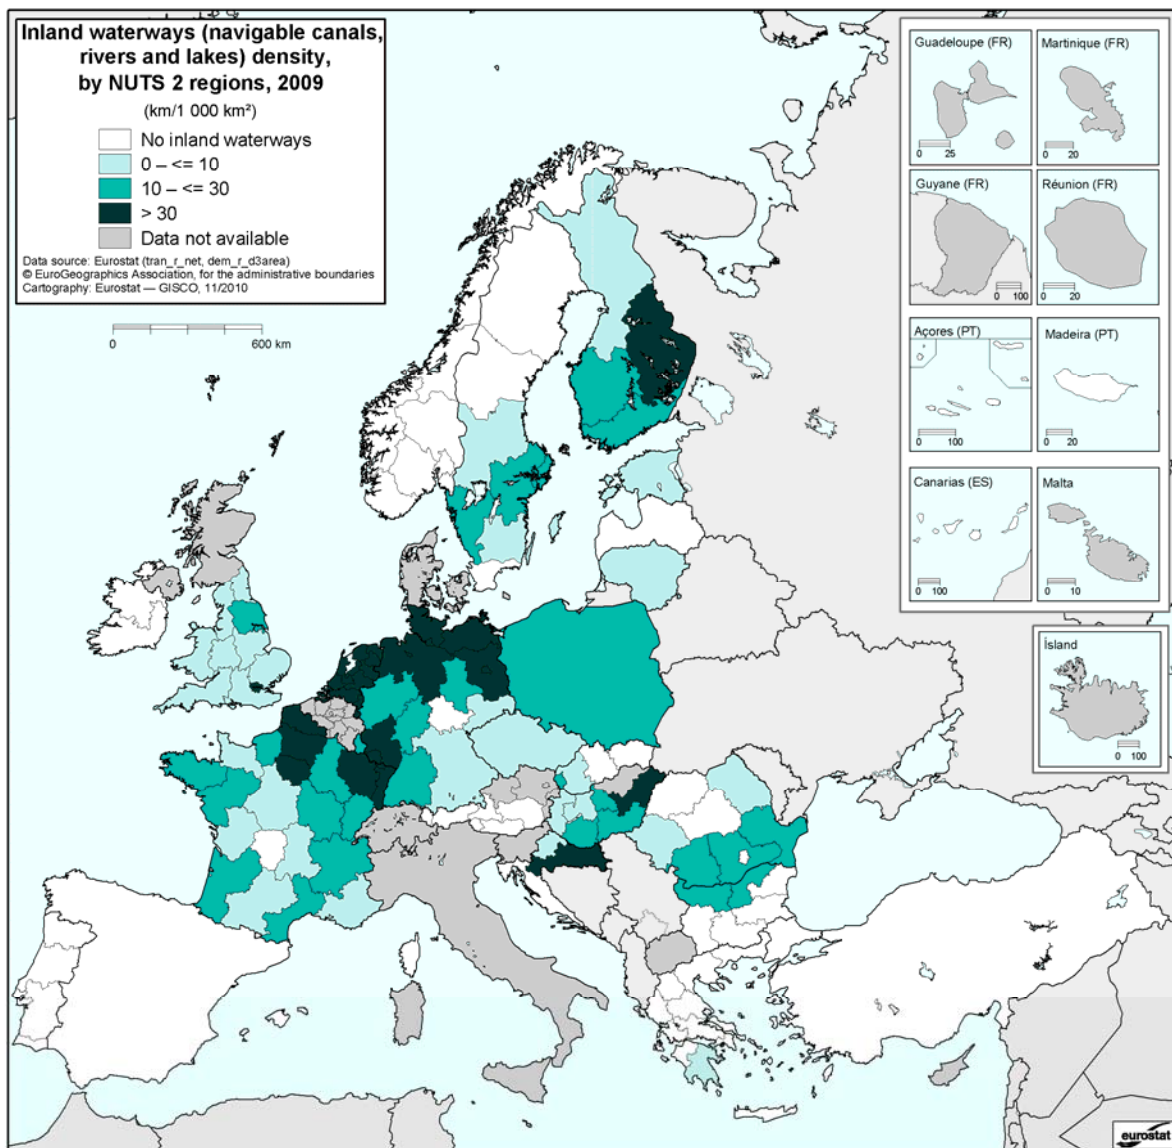 Inland waterways (navigable canals,
rivers and lakes) density,
by NUTS 2 regions, 2009
(km/1 000 km²)
No inland waterways
0 – <= 10
10 – <= 30
> 30
Data not available
Data source: Eurostat (tran_r_net, dem_r_d3area)
© EuroGeographics Association, for the administrative boundaries
Cartography: Eurostat — GISCO, 11/2010
0 600 km
Guadeloupe (FR)
0 25
Martinique (FR)
0 20
Guyane (FR)
0 100
Réunion (FR)
0 20
Açores (PT)
0 100
Madeira (PT)
0 20
Canarias (ES)
0 100
Malta
0 10
Ísland
0 100
eurostat